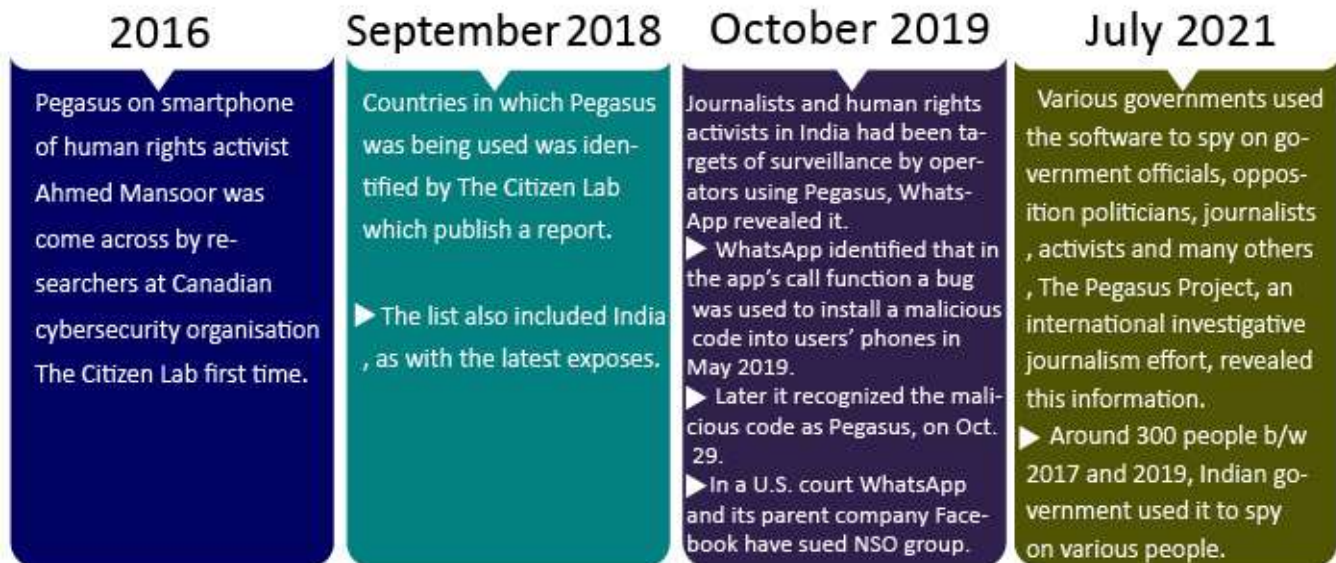 2016
Pegasus on smartphone
of human rights activist
Ahmed Mansoor was
come across by re-
searchers at Canadian
cybersecurity organisation
The Citizen Lab first time.
September 2018
Countries in which Pegasus
was being used was iden-
tified by The Citizen Lab
which publish a report.
▶ The list also included India
, as with the latest exposes.
October 2019
Journalists and human rights
activists in India had been ta-
rgets of surveillance by oper-
ators using Pegasus, Whats-
App revealed it.
▶ WhatsApp identified that in
the app's call function a bug
was used to install a malicious
code into users' phones in
May 2019.
▶ Later it recognized the mali-
cious code as Pegasus, on Oct.
29.
▶In a U.S. court WhatsApp
and its parent company Face-
book have sued NSO group.
July 2021
Various governments used
the software to spy on go-
vernment officials, oppos-
ition politicians, journalists
, activists and many others
, The Pegasus Project, an
international investigative
journalism effort, revealed
this information.
▶ Around 300 people b/w
2017 and 2019, Indian go-
vernment used it to spy
on various people.